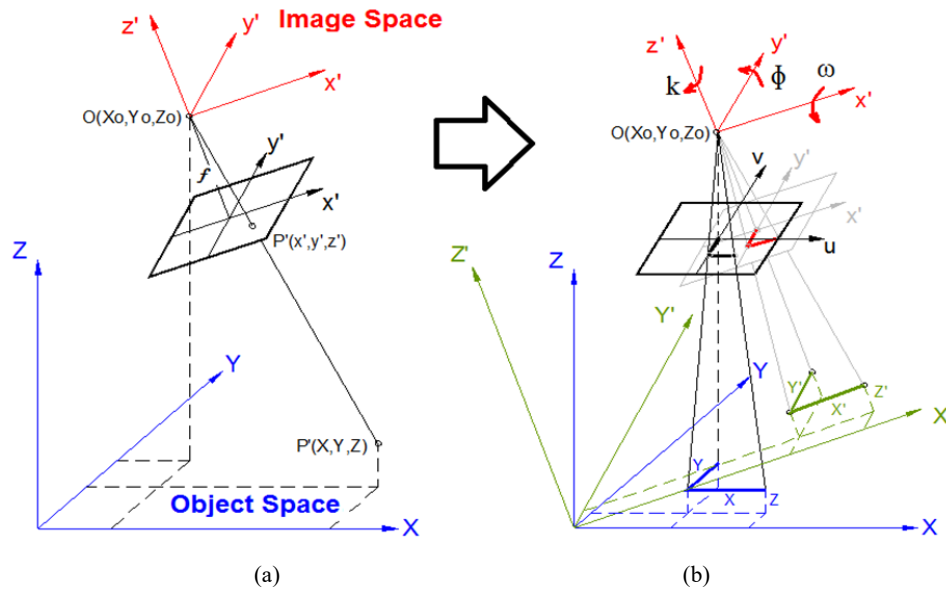 Image Space
z'
y'
x'
O(Xo,Yo,Zo)
f
y'
x'
P'(x',y',z')
Z
Y
P'(X,Y,Z)
Object Space
X
(a)
z'
y'
k
Φ
ω
x'
O(Xo,Yo,Zo)
v
y'
x'
u
Z'
Z
Y'
Y
Y'
X'
Z'
X
Y
X
Z
X
(b)